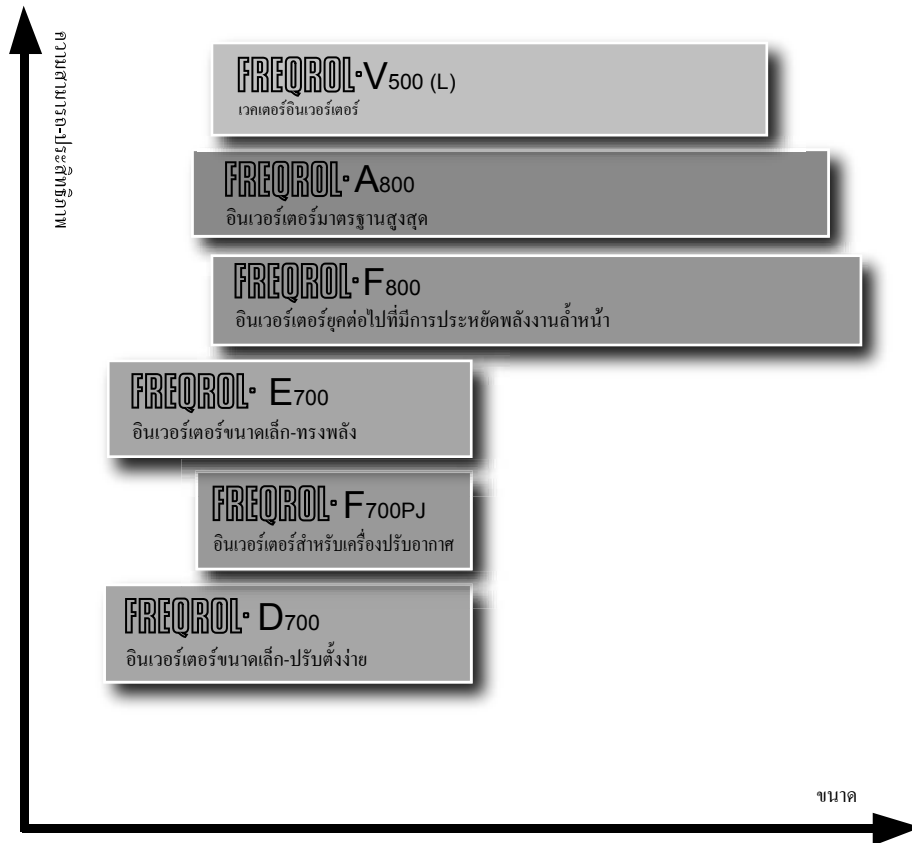 ความสามารถ-ประสิทธิภาพ
FREQROL-V500 (L)
เวคเตอร์อินเวอร์เตอร์
FREQROL-A800
อินเวอร์เตอร์มาตรฐานสูงสุด
FREQROL-F800
อินเวอร์เตอร์ยุคต่อไปที่มีการประหยัดพลังงานล้ำหน้า
FREQROL-E700
อินเวอร์เตอร์ขนาดเล็ก-ทรงพลัง
FREQROL-F700PJ
อินเวอร์เตอร์สำหรับเครื่องปรับอากาศ
FREQROL-D700
อินเวอร์เตอร์ขนาดเล็ก-ปรับตั้งง่าย
ขนาด